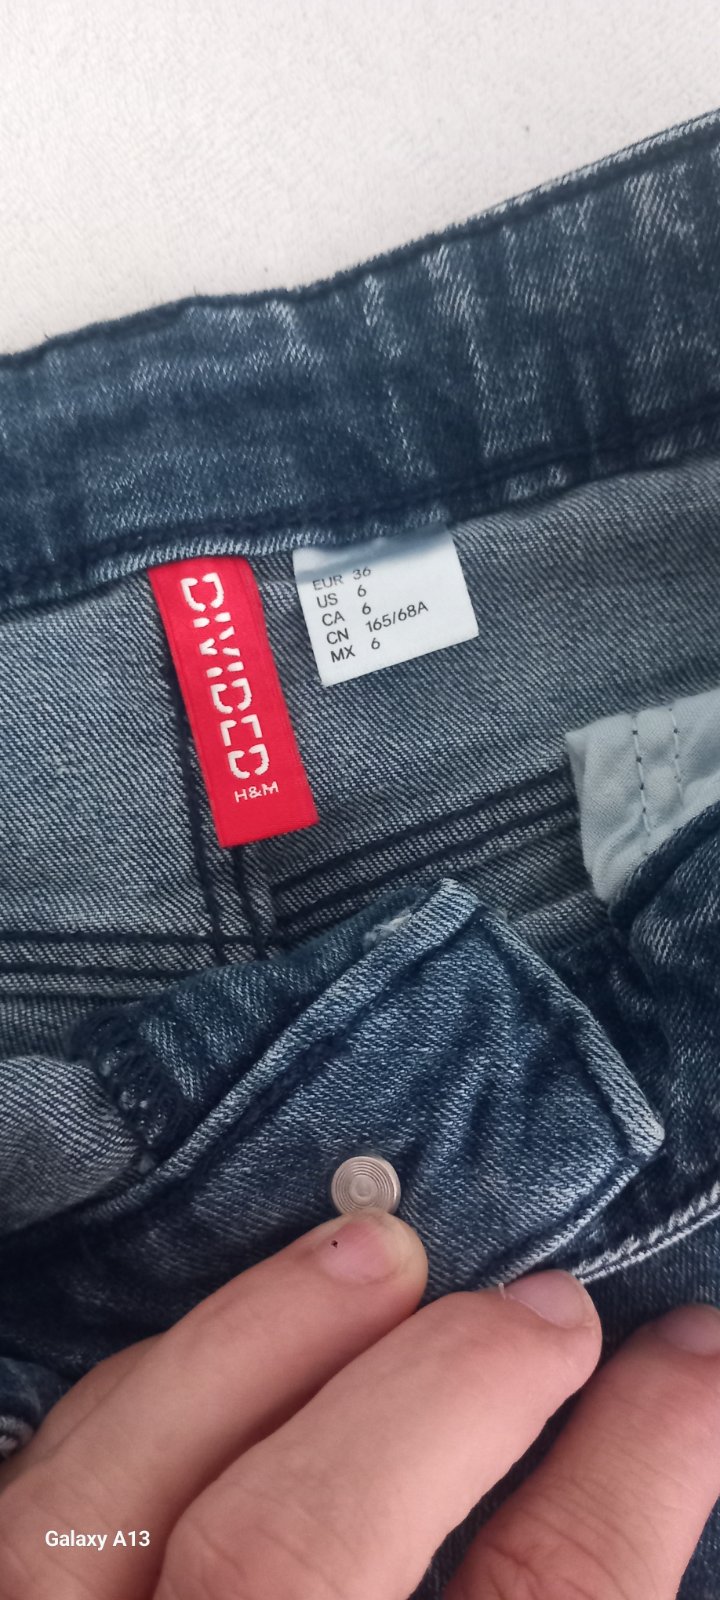 DIVIDED
H&M
EUR 36
US 6
CA 6
CN 165/68A
MX 6
Galaxy A13